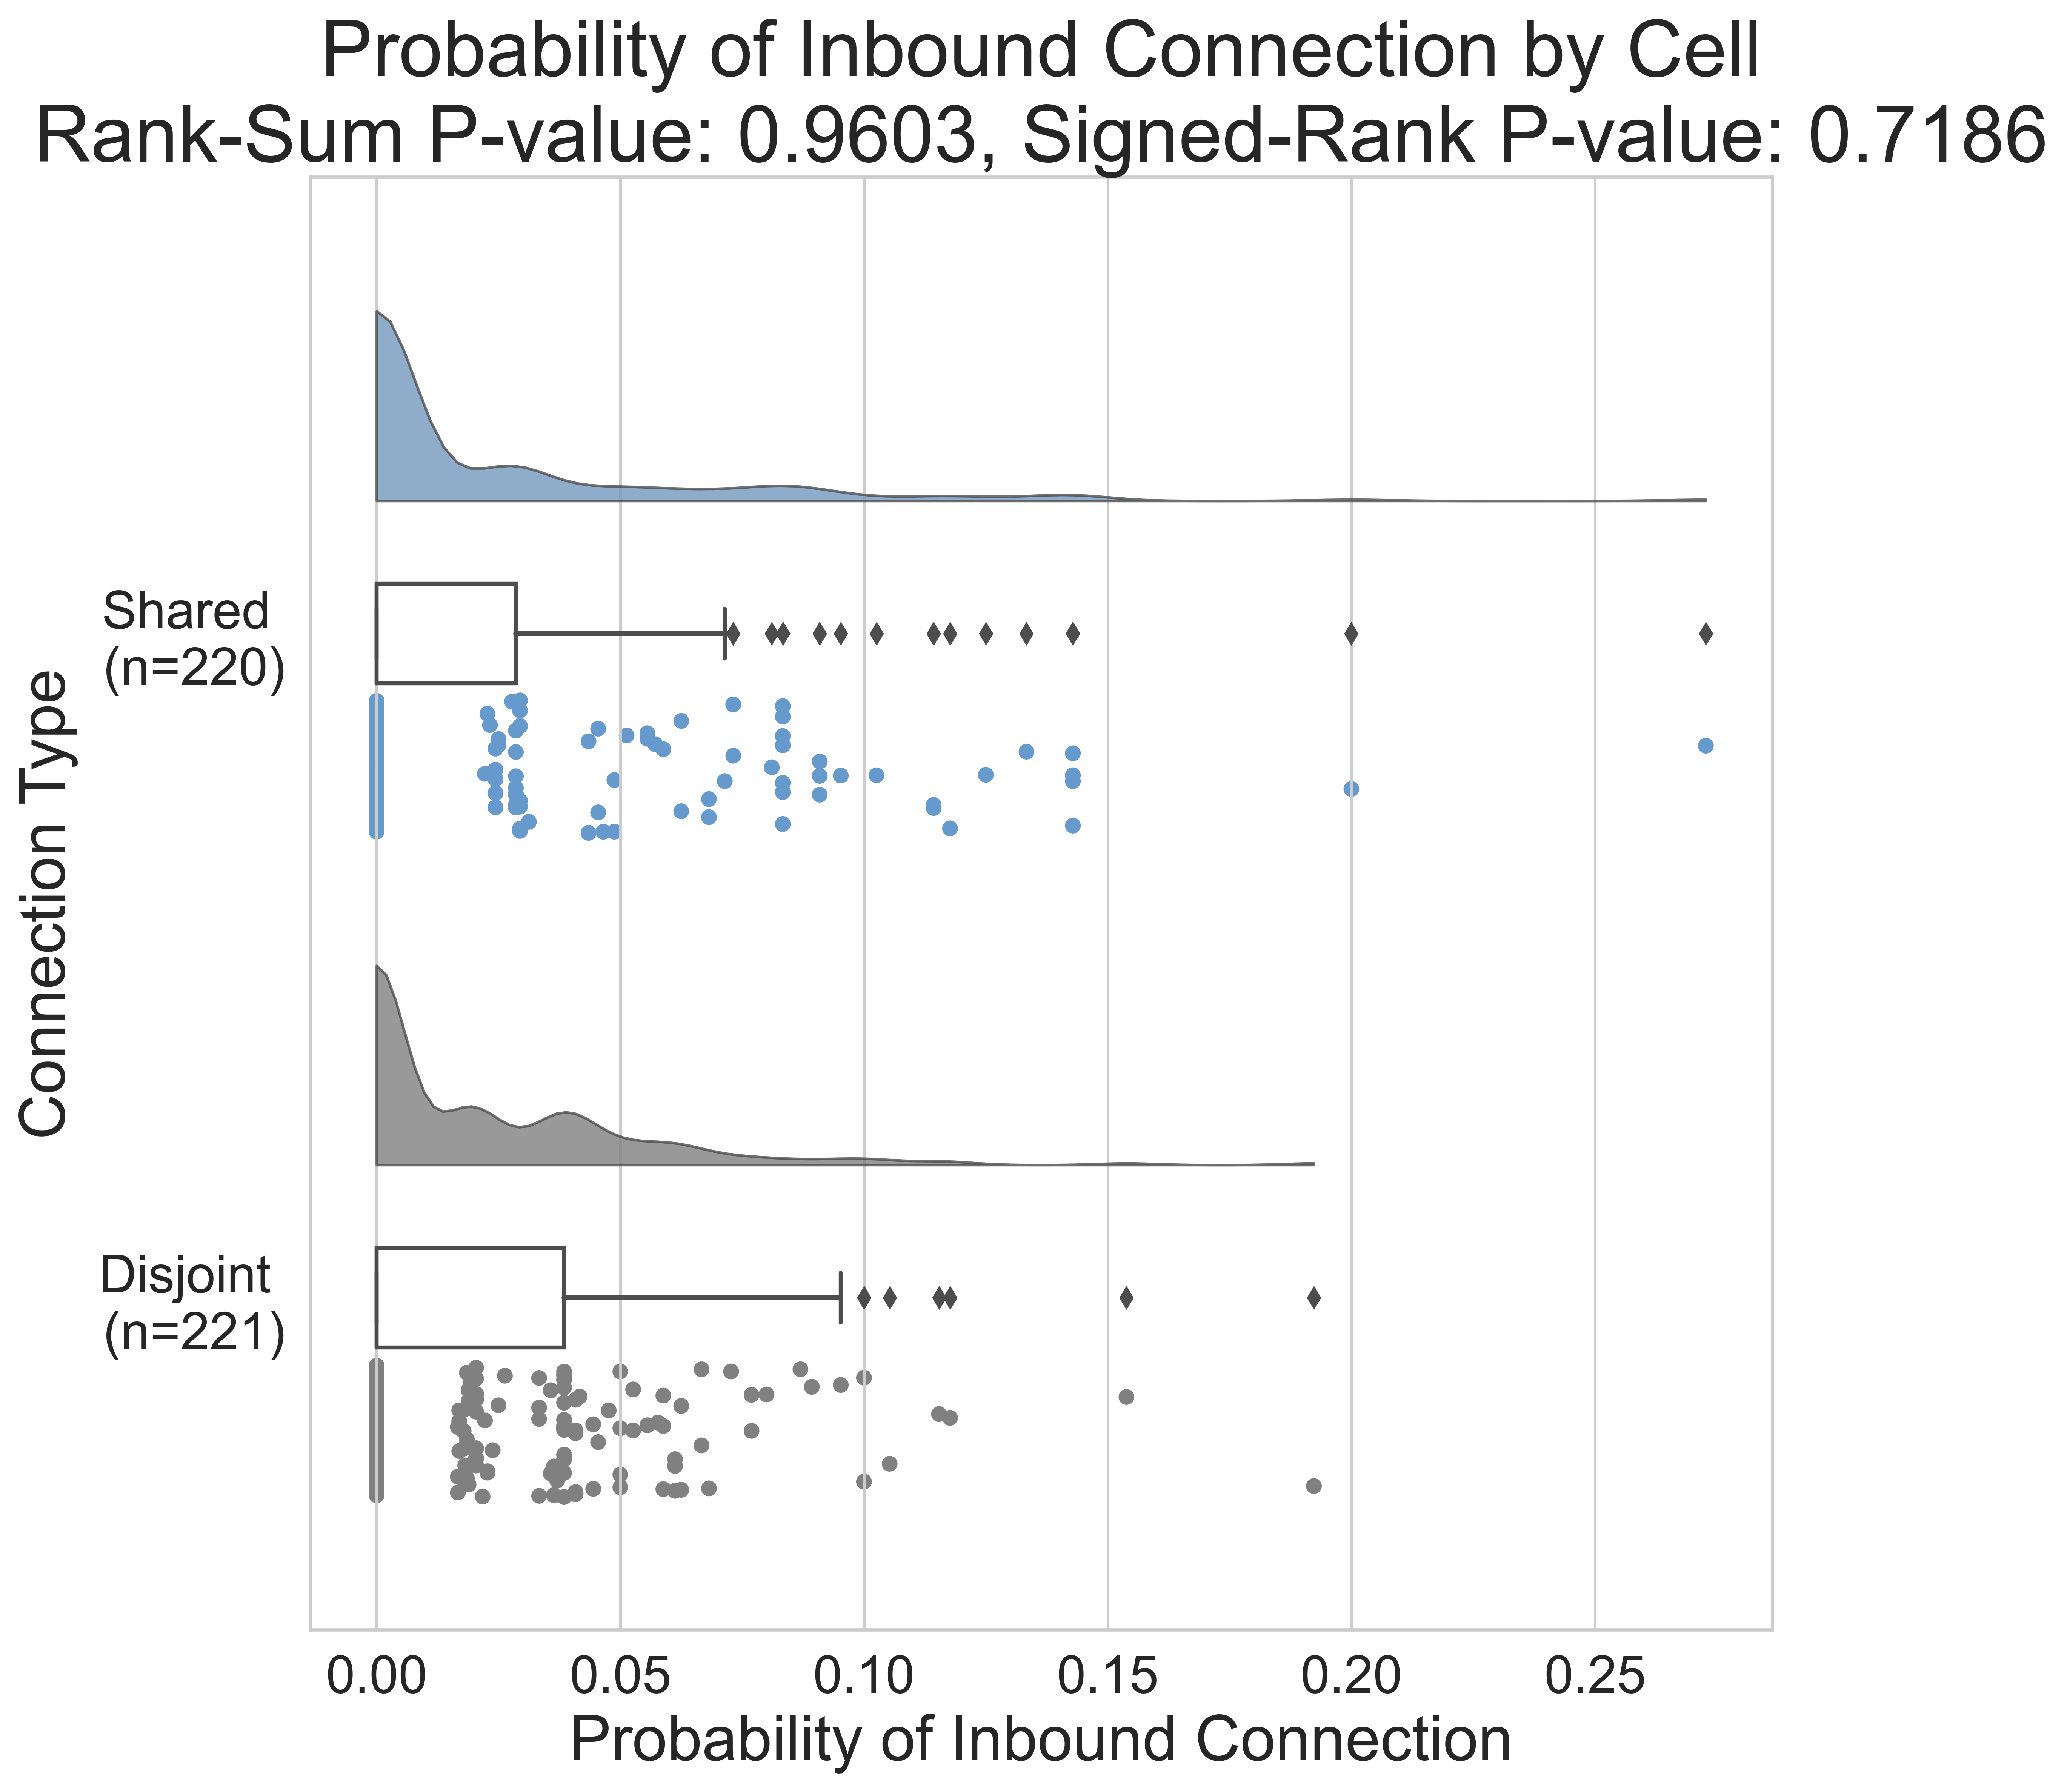 Probability of Inbound Connection by Cell
Rank-Sum P-value: 0.9603, Signed-Rank P-value: 0.7186
Connection Type
Shared
(n=220)
Disjoint
(n=221)
0.00 0.05 0.10 0.15 0.20 0.25
Probability of Inbound Connection